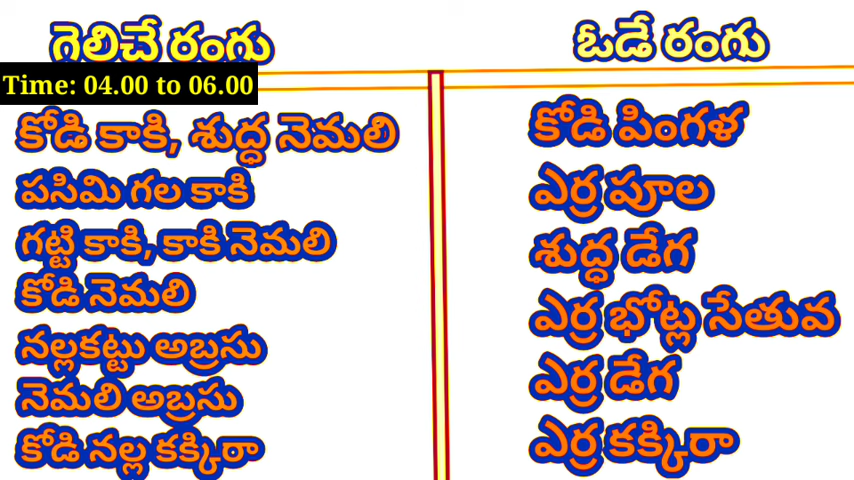 గెలిచే రంగు
ఓడే రంగు
Time: 04.00 to 06.00
కోడి కాకి, శుద్ధ నెమలి
పసిమి గల కాకి
గట్టి కాకి, కాకి నెమలి
కోడి నెమలి
నల్లకట్టు అబ్రసు
నెమలి అబ్రసు
కోడి నల్ల కక్కిరా
కోడి పింగళ
ఎర్ర పూల
శుద్ధ డేగ
ఎర్ర భోట్ల సేతువ
ఎర్ర డేగ
ఎర్ర కక్కిరా